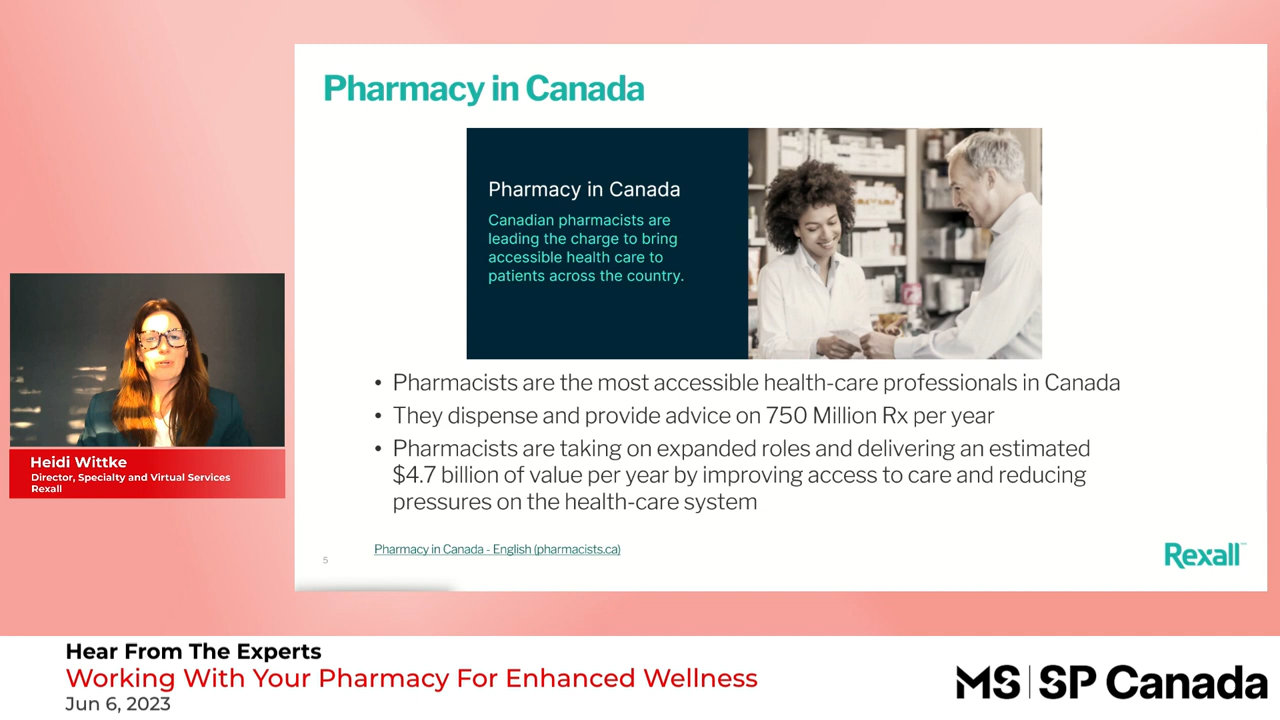 Pharmacy in Canada
Pharmacy in Canada
Canadian pharmacists are
leading the charge to bring
accessible health care to
patients across the country.
• Pharmacists are the most accessible health-care professionals in Canada
• They dispense and provide advice on 750 Million Rx per year
• Pharmacists are taking on expanded roles and delivering an estimated
$4.7 billion of value per year by improving access to care and reducing
pressures on the health-care system
Pharmacy in Canada - English (pharmacists.ca)
5
Rexall™
Heidi Wittke
Director, Specialty and Virtual Services
Rexall
Hear From The Experts
Working With Your Pharmacy For Enhanced Wellness
Jun 6, 2023
MS | SP Canada